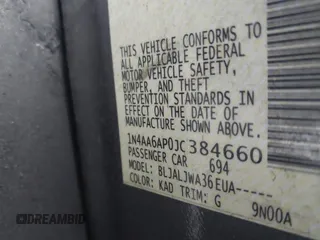 THIS VEHICLE CONFORMS TO ALL
APPLICABLE FEDERAL
MOTOR VEHICLE SAFETY,
BUMPER, AND THEFT
PREVENTION STANDARDS
IN EFFECT ON THE DATE OF
MANUFACTURE SHOWN ABOVE.
1N4AA6AP0JC384660
PASSENGER CAR 694
MODEL: BLJALJWA36EUA-----
COLOR: KAD TRIM: G 9N00A
DREAMBID